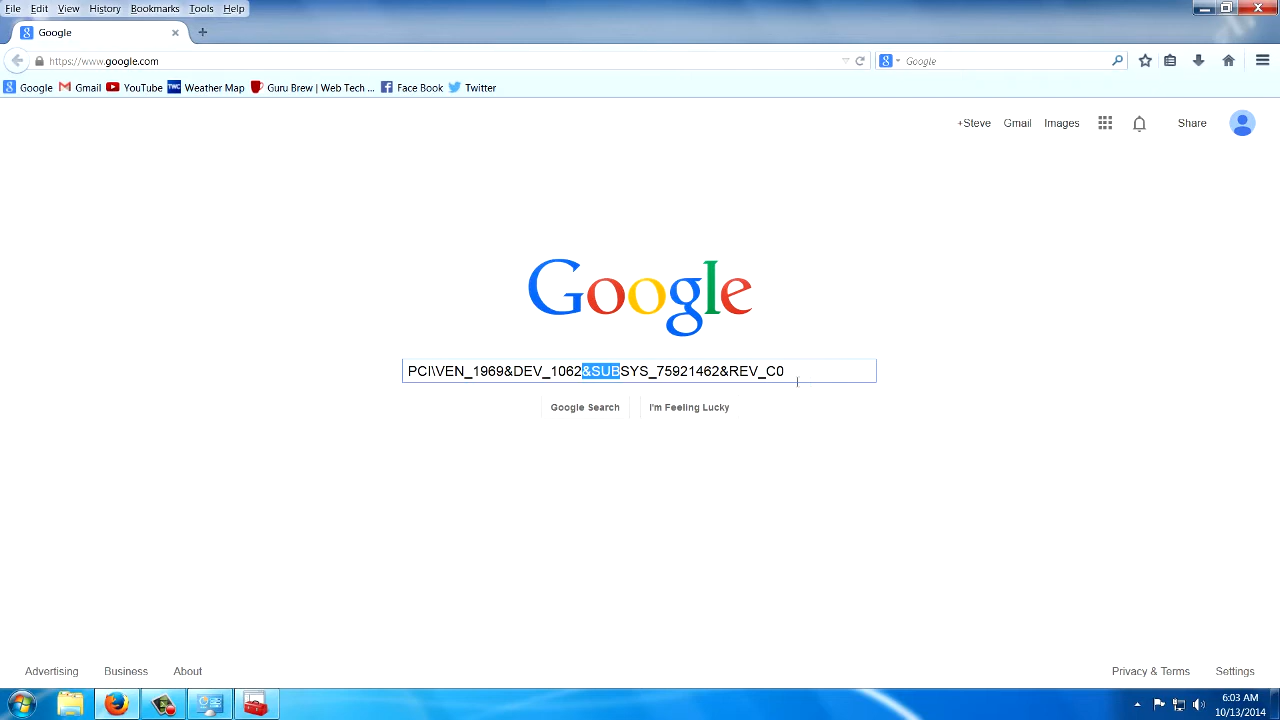 File Edit View History Bookmarks Tools Help
Google
https://www.google.com
Google
Google Gmail YouTube Weather Map Guru Brew | Web Tech ... Face Book Twitter
+Steve Gmail Images Share
Google
PCI\VEN_1969&DEV_1062&SUBSYS_75921462&REV_C0
Google Search I'm Feeling Lucky
Advertising Business About Privacy & Terms Settings
6:03 AM
10/13/2014